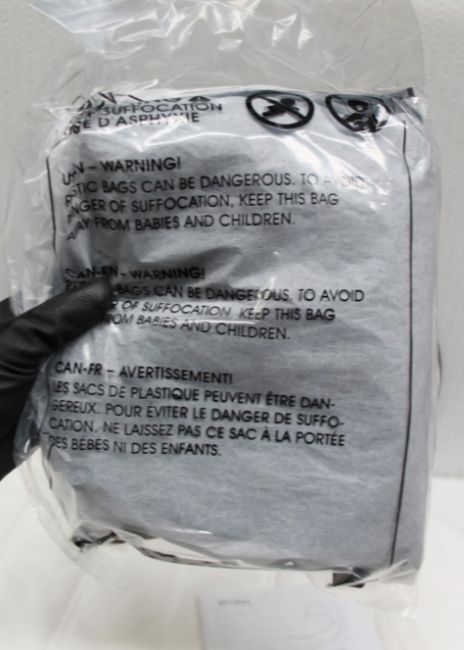 SUFFOCATION
D'ASPHYXIE
– WARNING!
BAGS CAN BE DANGEROUS. TO AVOID
OF SUFFOCATION, KEEP THIS BAG
FROM BABIES AND CHILDREN.
CAN-EN – WARNING!
BAGS CAN BE DANGEROUS. TO AVOID
OF SUFFOCATION, KEEP THIS BAG
FROM BABIES AND CHILDREN.
CAN-FR – AVERTISSEMENT!
LES SACS DE PLASTIQUE PEUVENT ÊTRE DAN-
GEREUX. POUR ÉVITER LE DANGER DE SUFFO-
CATION, NE LAISSEZ PAS CE SAC À LA PORTÉE
DES BÉBÉS NI DES ENFANTS.